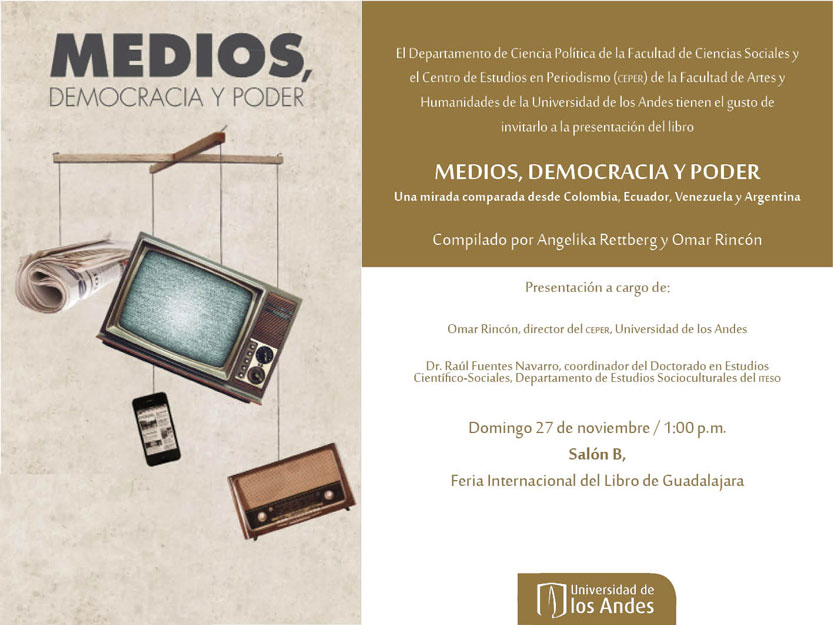 MEDIOS,
DEMOCRACIA Y PODER
El Departamento de Ciencia Política de la Facultad de Ciencias Sociales y
el Centro de Estudios en Periodismo (CEPER) de la Facultad de Artes y
Humanidades de la Universidad de los Andes tienen el gusto de
invitarlo a la presentación del libro
MEDIOS, DEMOCRACIA Y PODER
Una mirada comparada desde Colombia, Ecuador, Venezuela y Argentina
Compilado por Angelika Rettberg y Omar Rincón
Presentación a cargo de:
Omar Rincón, director del CEPER, Universidad de los Andes
Dr. Raúl Fuentes Navarro, coordinador del Doctorado en Estudios
Científico-Sociales, Departamento de Estudios Socioculturales del ITESO
Domingo 27 de noviembre / 1:00 p.m.
Salón B,
Feria Internacional del Libro de Guadalajara
Universidad de
los Andes